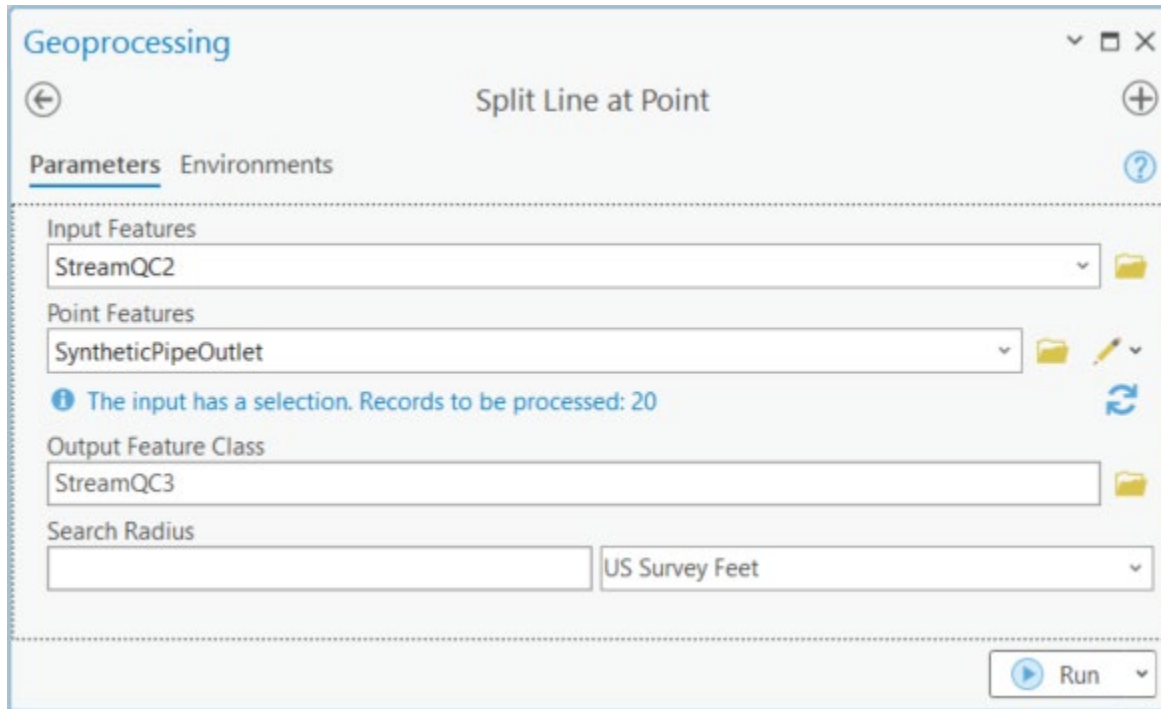 Geoprocessing
Split Line at Point
Parameters Environments
Input Features
StreamQC2
Point Features
SyntheticPipeOutlet
The input has a selection. Records to be processed: 20
Output Feature Class
StreamQC3
Search Radius
US Survey Feet
Run